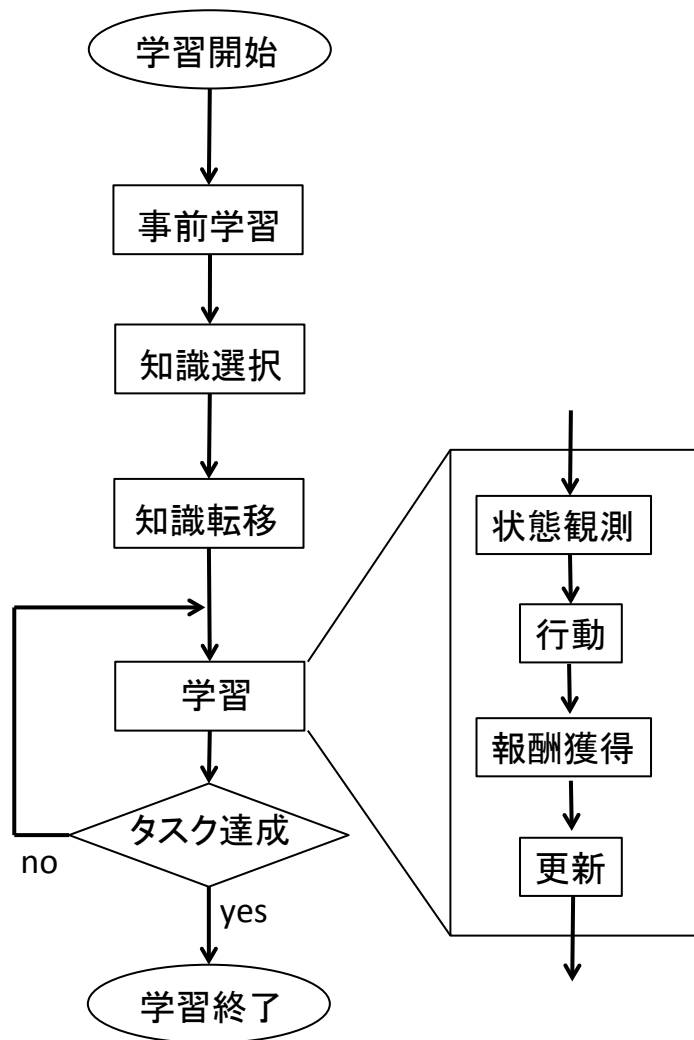 学習開始
事前学習
知識選択
知識転移
学習
タスク達成
no
yes
学習終了
状態観測
行動
報酬獲得
更新